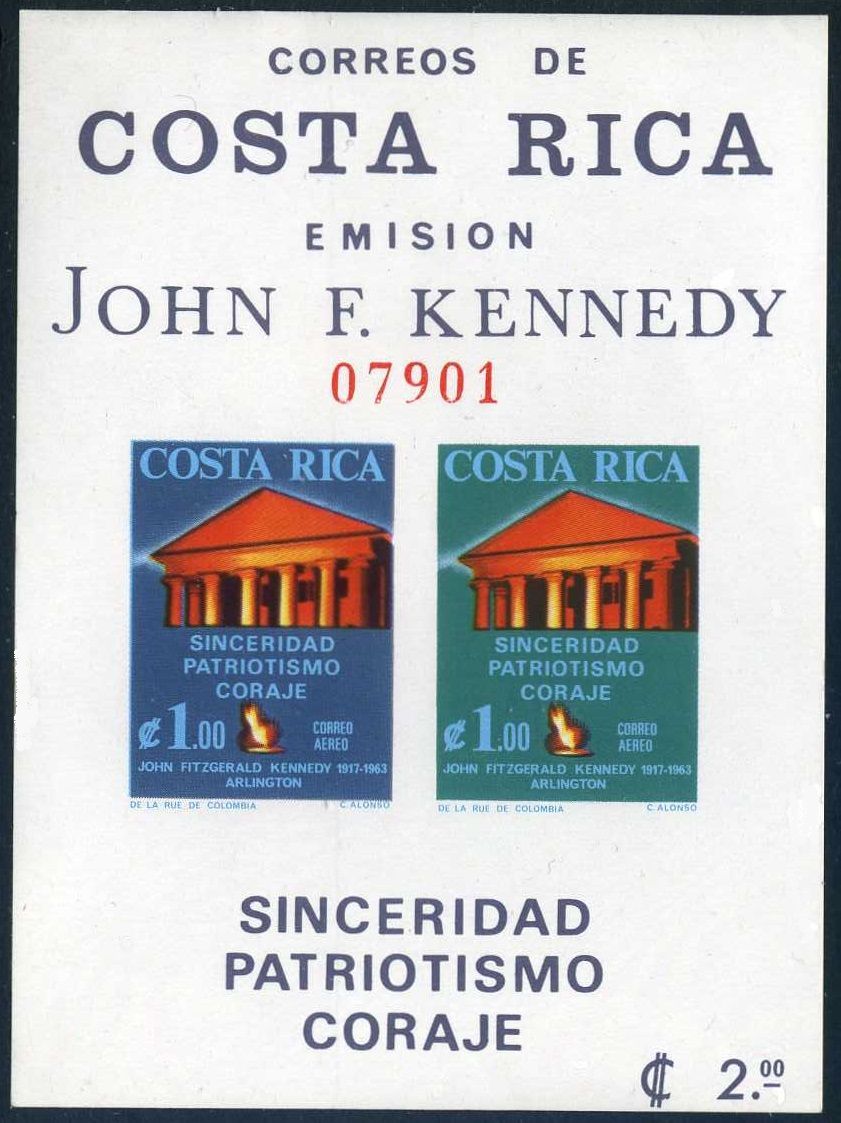 CORREOS DE
COSTA RICA
EMISION
JOHN F. KENNEDY
07901
COSTA RICA
SINCERIDAD
PATRIOTISMO
CORAJE
₡1.00
CORREO
AEREO
JOHN FITZGERALD KENNEDY 1917-1963
ARLINGTON
DE LA RUE DE COLOMBIA C. ALONSO
COSTA RICA
SINCERIDAD
PATRIOTISMO
CORAJE
₡1.00
CORREO
AEREO
JOHN FITZGERALD KENNEDY 1917-1963
ARLINGTON
DE LA RUE DE COLOMBIA C. ALONSO
SINCERIDAD
PATRIOTISMO
CORAJE
₡ 2.00